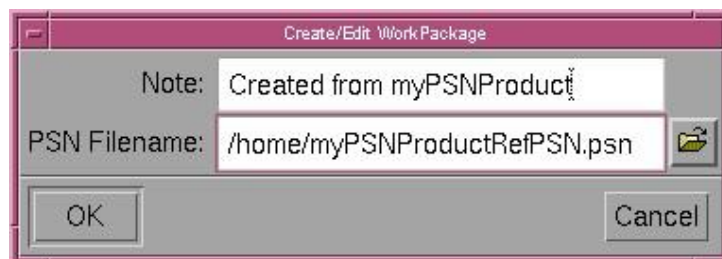 Create/Edit WorkPackage
Note: Created from myPSNProduct
PSN Filename: /home/myPSNProductRefPSN.psn
OK Cancel